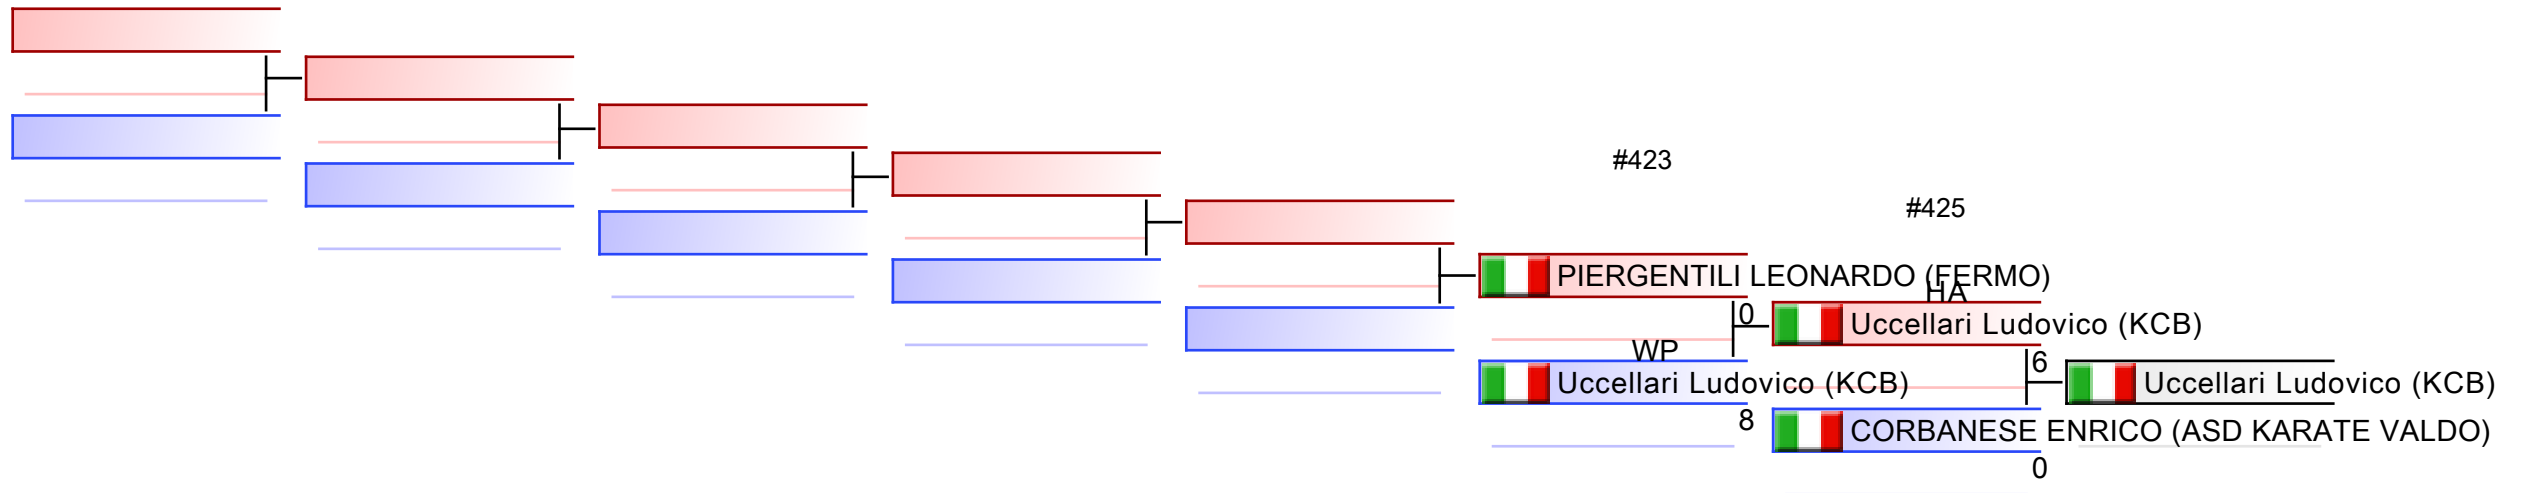 #423
#425
PIERGENTILI LEONARDO (FERMO)
HA
0
Uccellari Ludovico (KCB)
WP
6
Uccellari Ludovico (KCB)
Uccellari Ludovico (KCB)
8
CORBANESE ENRICO (ASD KARATE VALDO)
0